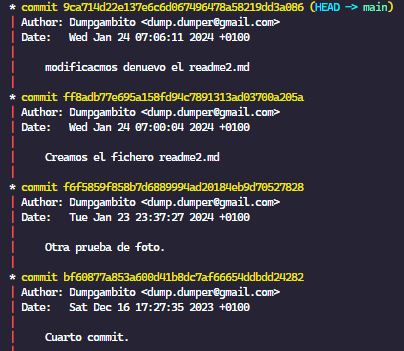 * commit 9ca714d22e137e6c6d067496478a58219dd3a086 (HEAD -> main)
| Author: Dumpgambito <dump.dumper@gmail.com>
| Date:   Wed Jan 24 07:06:11 2024 +0100
|
|     modificacmos denuevo el readme2.md
|
* commit ff8adb77e695a158fd94c7891313ad03700a205a
| Author: Dumpgambito <dump.dumper@gmail.com>
| Date:   Wed Jan 24 07:00:04 2024 +0100
|
|     Creamos el fichero readme2.md
|
* commit f6f5859f858b7d6889994ad20184eb9d70527828
| Author: Dumpgambito <dump.dumper@gmail.com>
| Date:   Tue Jan 23 23:37:27 2024 +0100
|
|     Otra prueba de foto.
|
* commit bf60877a853a600d41b8dc7af66654ddbdd24282
| Author: Dumpgambito <dump.dumper@gmail.com>
| Date:   Sat Dec 16 17:27:35 2023 +0100
|
|     Cuarto commit.
|